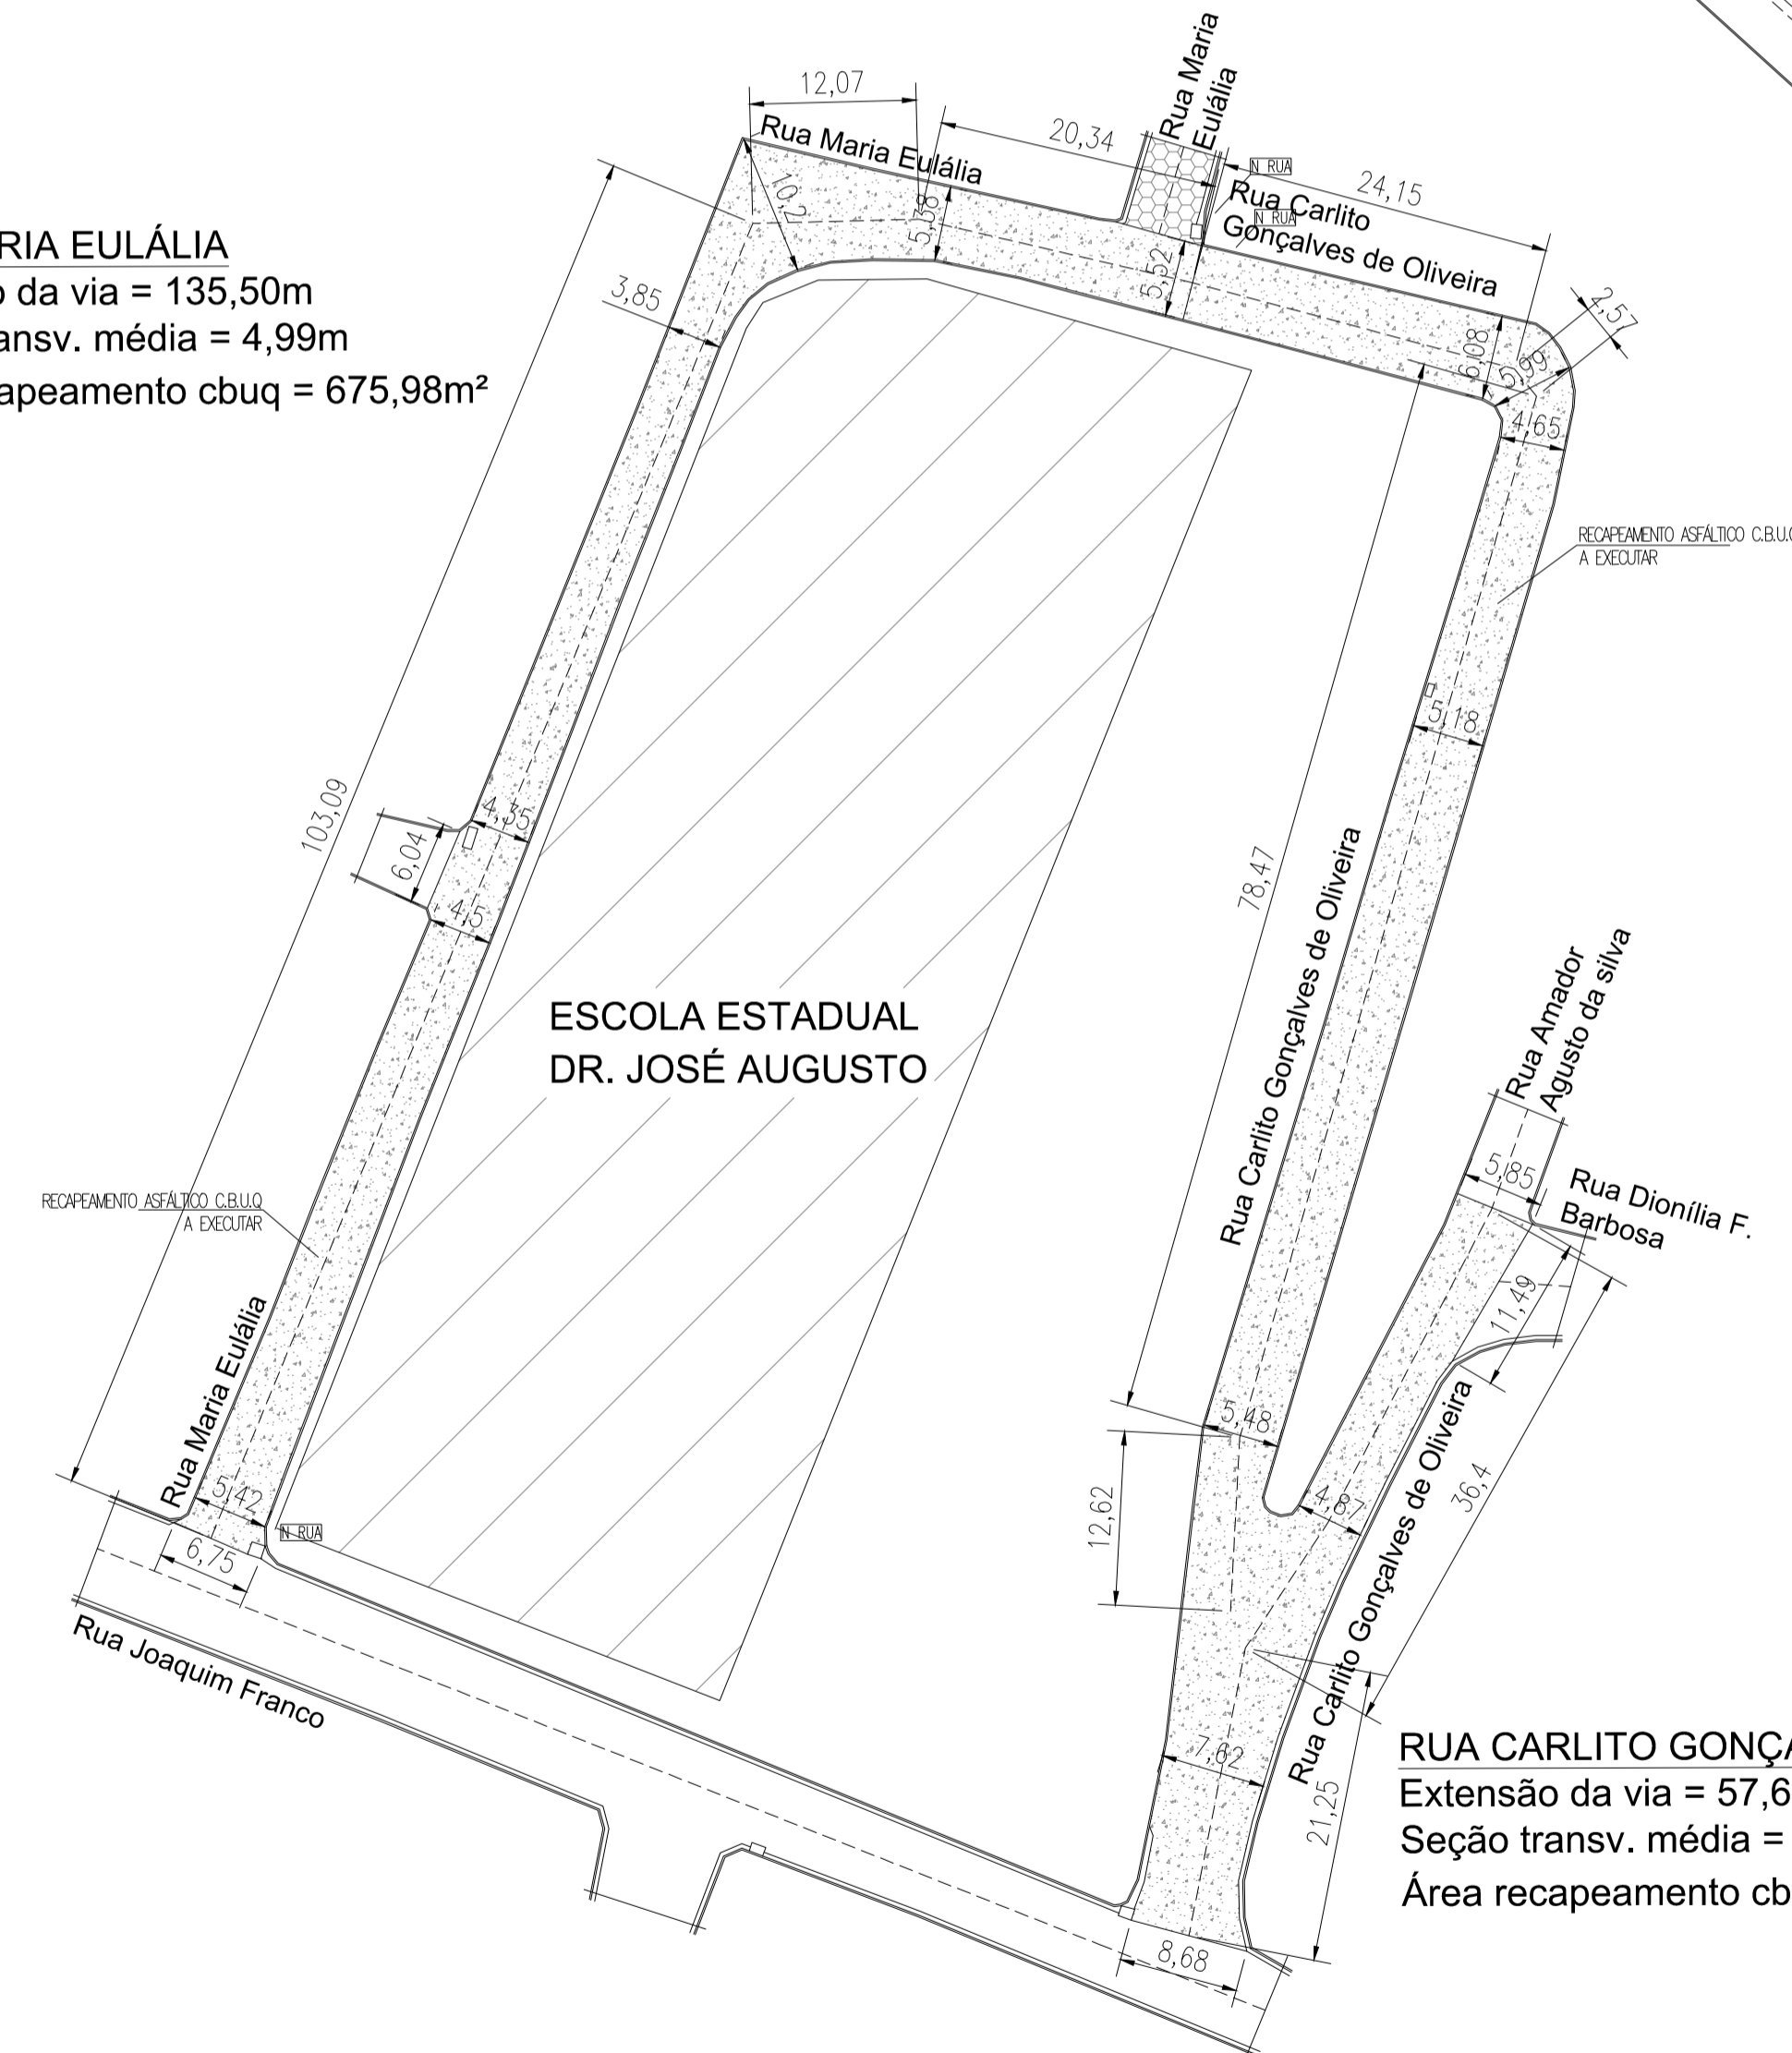 Rua Maria
Eulália
12,07
Rua Maria Eulália
20,34
N RUA
24,15
Rua Carlito
N RUA
Gonçalves de Oliveira
10,2
5,38
5,52
RIA EULÁLIA
o da via = 135,50m
ansv. média = 4,99m
apeamento cbuq = 675,98m²
3,85
2,57
6,08
5,99
4,65
RECAPEAMENTO ASFÁLTICO C.B.U.
A EXECUTAR
5,18
103,09
4,35
6,04
4,5
78,47
Rua Carlito Gonçalves de Oliveira
ESCOLA ESTADUAL
DR. JOSÉ AUGUSTO
Rua Amador
Agusto da silva
5,85
Rua Dionília F.
Barbosa
RECAPEAMENTO ASFÁLTICO C.B.U.Q
A EXECUTAR
11,49
Rua Maria Eulália
5,48
36,4
4,87
12,62
Rua Carlito Gonçalves de Oliveira
5,42
N RUA
6,75
Rua Joaquim Franco
7,62
21,25
RUA CARLITO GONÇA
Extensão da via = 57,6
Seção transv. média =
Área recapeamento cb
8,68